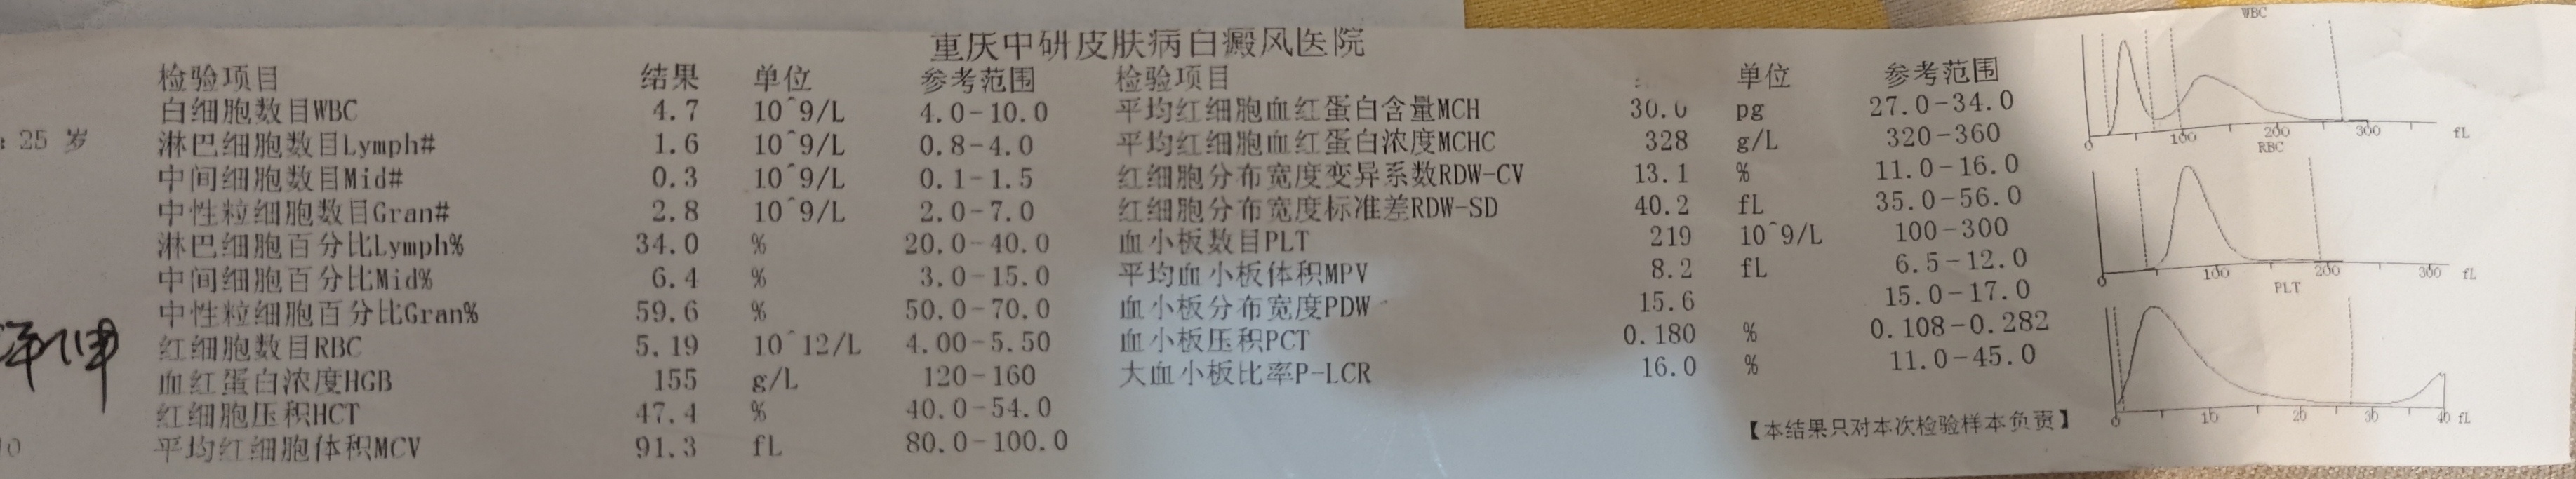 重庆中研皮肤病白癜风医院
检验项目 结果 单位 参考范围 检验项目 单位 参考范围
白细胞数目WBC 4.7 10^9/L 4.0-10.0 平均红细胞血红蛋白含量MCH 30.0 pg 27.0-34.0
25 岁 淋巴细胞数目Lymph# 1.6 10^9/L 0.8-4.0 平均红细胞血红蛋白浓度MCHC 328 g/L 320-360
中间细胞数目Mid# 0.3 10^9/L 0.1-1.5 红细胞分布宽度变异系数RDW-CV 13.1 % 11.0-16.0
中性粒细胞数目Gran# 2.8 10^9/L 2.0-7.0 红细胞分布宽度标准差RDW-SD 40.2 fL 35.0-56.0
淋巴细胞百分比Lymph% 34.0 % 20.0-40.0 血小板数目PLT 219 10^9/L 100-300
中间细胞百分比Mid% 6.4 % 3.0-15.0 平均血小板体积MPV 8.2 fL 6.5-12.0
中性粒细胞百分比Gran% 59.6 % 50.0-70.0 血小板分布宽度PDW 15.6 15.0-17.0
红细胞数目RBC 5.19 10^12/L 4.00-5.50 血小板压积PCT 0.180 % 0.108-0.282
血红蛋白浓度HGB 155 g/L 120-160 大血小板比率P-LCR 16.0 % 11.0-45.0
红细胞压积HCT 47.4 % 40.0-54.0
平均红细胞体积MCV 91.3 fL 80.0-100.0
【本结果只对本次检验样本负责】
WBC
0 100 200 300 fL
RBC
0 100 200 300 fL
PLT
0 10 20 30 40 fL